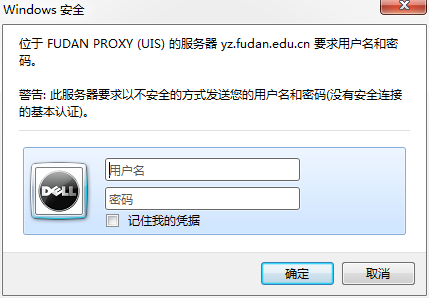 Windows 安全
位于 FUDAN PROXY (UIS) 的服务器 yz.fudan.edu.cn 要求用户名和密
码。
警告: 此服务器要求以不安全的方式发送您的用户名和密码(没有安全连接
的基本认证)。
用户名
DELL
密码
记住我的凭据
确定
取消